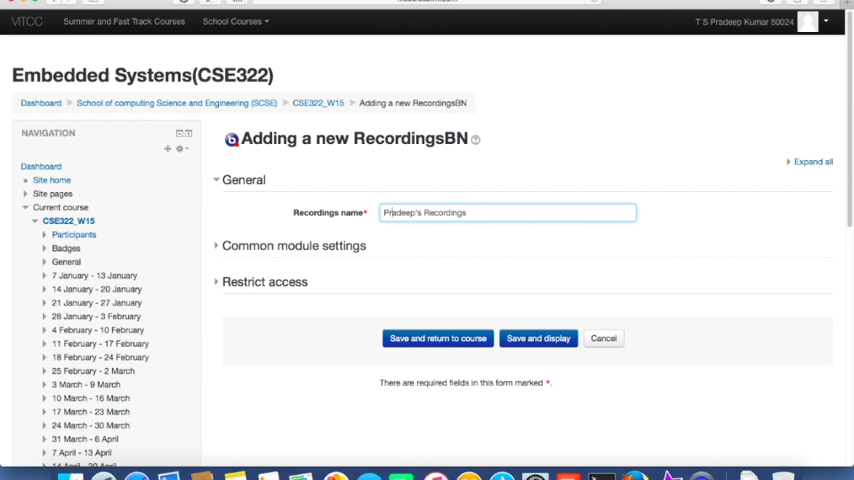 VITCC Summer and Fast Track Courses School Courses T S Pradeep Kumar 50024
Embedded Systems(CSE322)
Dashboard School of computing Science and Engineering (SCSE) CSE322_W15 Adding a new RecordingsBN
NAVIGATION
Dashboard
Site home
Site pages
Current course
CSE322_W15
Participants
Badges
General
7 January - 13 January
14 January - 20 January
21 January - 27 January
28 January - 3 February
4 February - 10 February
11 February - 17 February
18 February - 24 February
25 February - 2 March
3 March - 9 March
10 March - 16 March
17 March - 23 March
24 March - 30 March
31 March - 6 April
7 April - 13 April
14 April - 20 April
Adding a new RecordingsBN
Expand all
General
Recordings name* Pradeep's Recordings
Common module settings
Restrict access
Save and return to course Save and display Cancel
There are required fields in this form marked *.